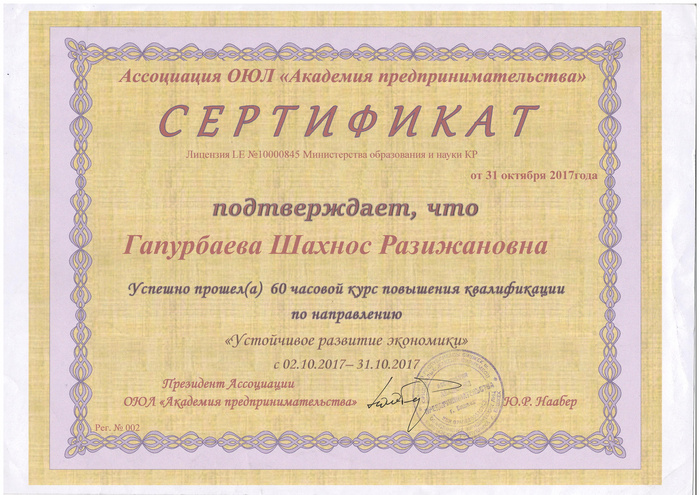 Ассоциация ОЮЛ «Академия предпринимательства»
СЕРТИФИКАТ
Лицензия LE №10000845 Министерства образования и науки КР
от 31 октября 2017года
подтверждает, что
Гапурбаева Шахнос Разижановна
Успешно прошел(а) 60 часовой курс повышения квалификации
по направлению
«Устойчивое развитие экономики»
с 02.10.2017– 31.10.2017
Президент Ассоциации
ОЮЛ «Академия предпринимательства» Ю.Р. Наабер
Рег. № 002